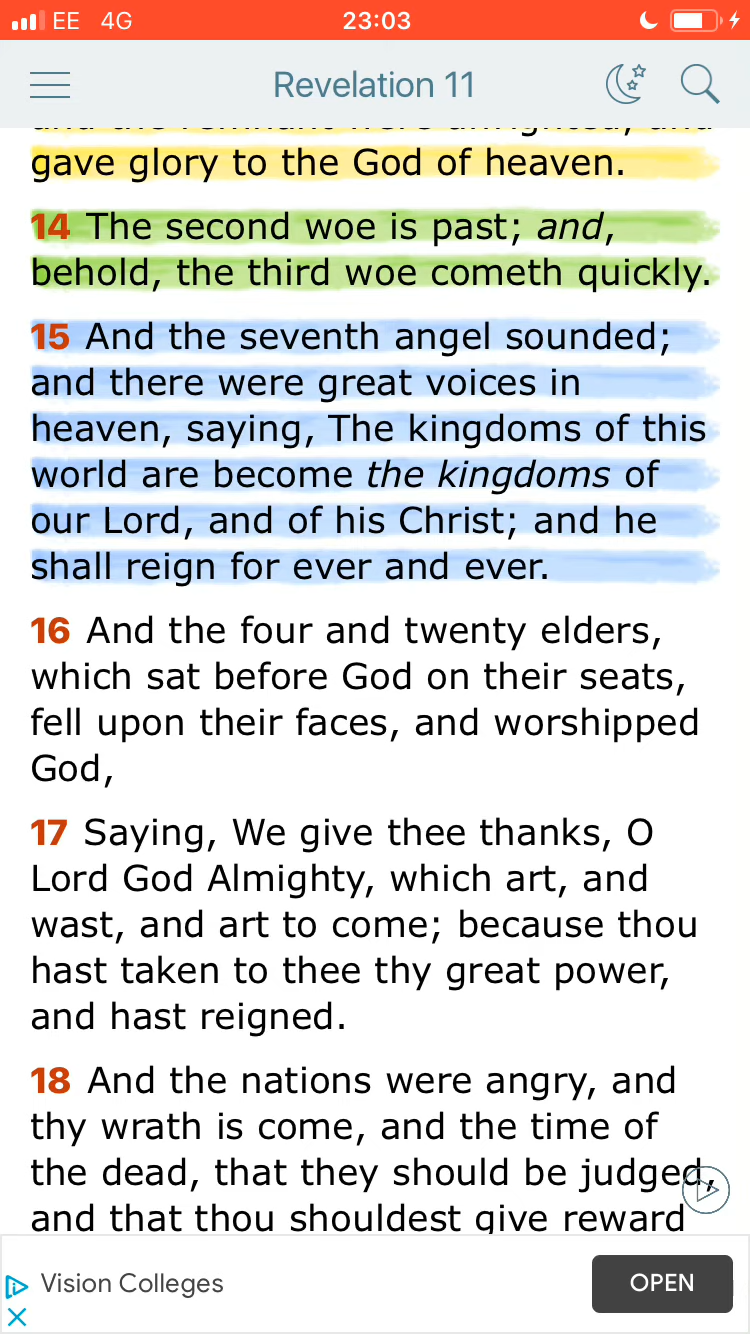 EE 4G 23:03
Revelation 11
gave glory to the God of heaven.
14 The second woe is past; and,
behold, the third woe cometh quickly.
15 And the seventh angel sounded;
and there were great voices in
heaven, saying, The kingdoms of this
world are become the kingdoms of
our Lord, and of his Christ; and he
shall reign for ever and ever.
16 And the four and twenty elders,
which sat before God on their seats,
fell upon their faces, and worshipped
God,
17 Saying, We give thee thanks, O
Lord God Almighty, which art, and
wast, and art to come; because thou
hast taken to thee thy great power,
and hast reigned.
18 And the nations were angry, and
thy wrath is come, and the time of
the dead, that they should be judged,
and that thou shouldest give reward
Vision Colleges
OPEN